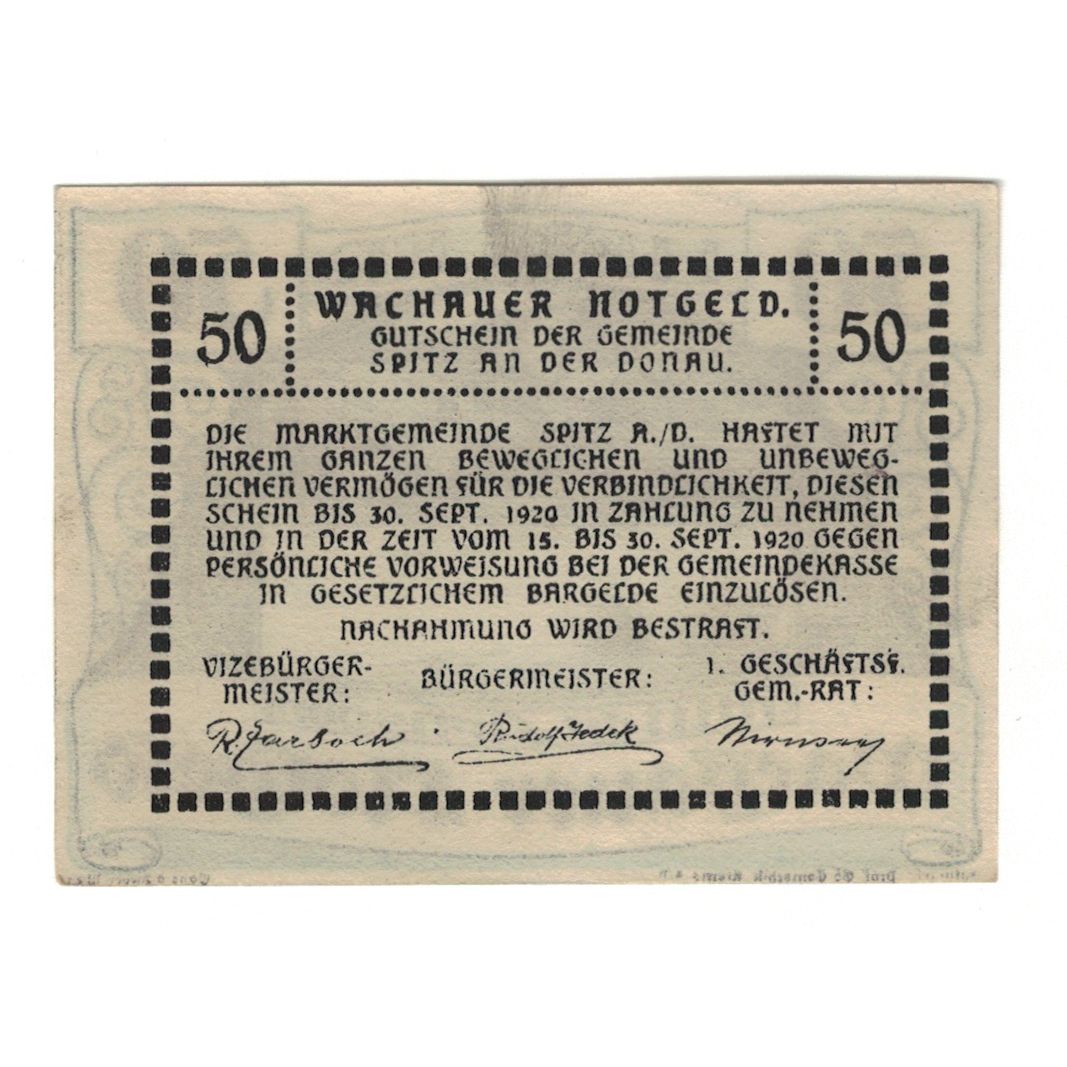 50 WACHAUER NOTGELD. 50
GUTSCHEIN DER GEMEINDE
SPITZ AN DER DONAU.
DIE MARKTGEMEINDE SPITZ A./D. HAFTET MIT
IHREM GANZEN BEWEGLICHEN UND UNBEWEG-
LICHEN VERMÖGEN FÜR DIE VERBINDLICHKEIT, DIESEN
SCHEIN BIS 30. SEPT. 1920 IN ZAHLUNG ZU NEHMEN
UND IN DER ZEIT VOM 15. BIS 30. SEPT. 1920 GEGEN
PERSÖNLICHE VORWEISUNG BEI DER GEMEINDEKASSE
IN GESETZLICHEM BARGELDE EINZULÖSEN.
NACHAHMUNG WIRD BESTRAFT.
VIZEBÜRGER-
MEISTER:
BÜRGERMEISTER:
1. GESCHÄFTSF.
GEM.-RAT:
R.
Rudolf Jedek